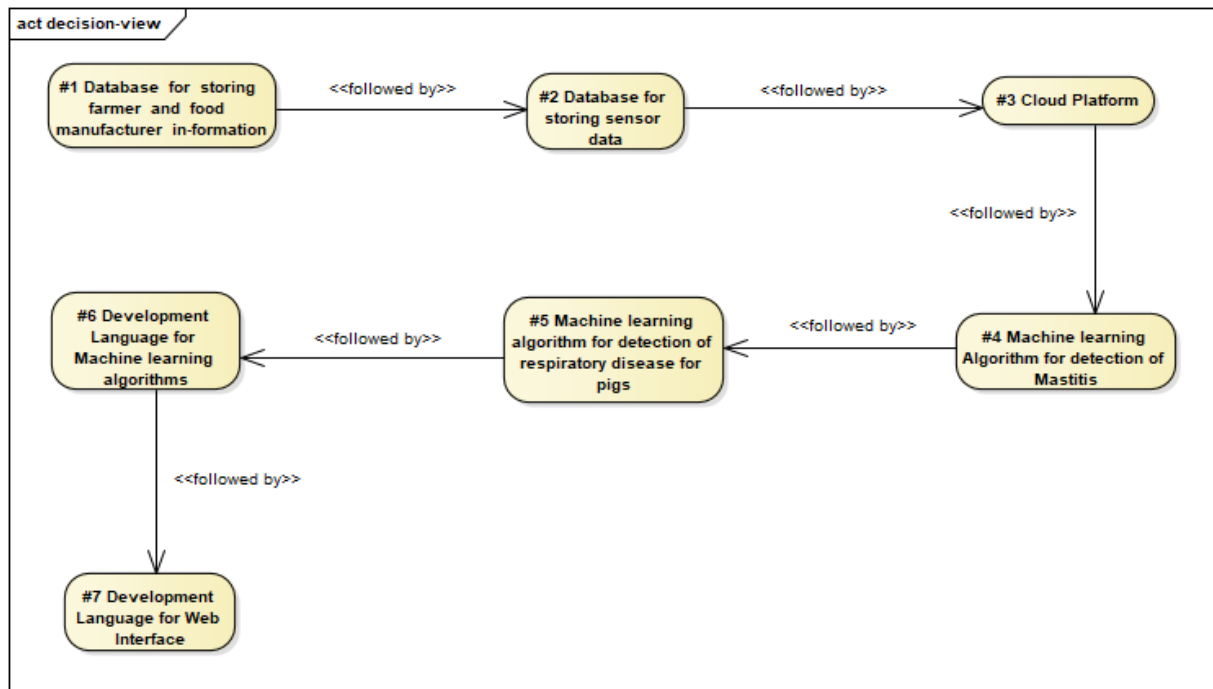 act decision-view
#1 Database for storing
farmer and food
manufacturer in-formation
<<followed by>>
#2 Database for
storing sensor
data
<<followed by>>
#3 Cloud Platform
<<followed by>>
#4 Machine learning
Algorithm for detection of
Mastitis
<<followed by>>
#5 Machine learning
algorithm for detection of
respiratory disease for
pigs
<<followed by>>
#6 Development
Language for
Machine learning
algorithms
<<followed by>>
#7 Development
Language for Web
Interface